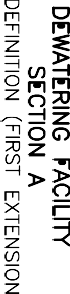 DEWATERING FACILITY
SECTION A
DEFINITION (FIRST EXTENSION